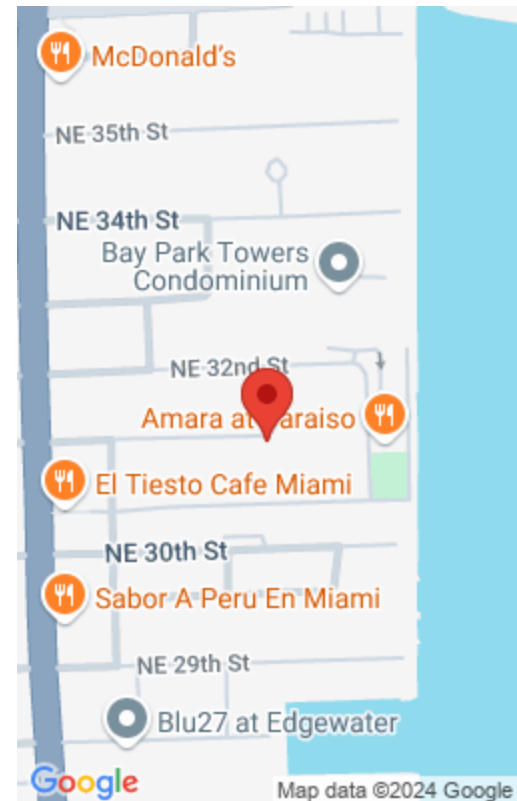 McDonald's
NE 35th St
NE 34th St
Bay Park Towers
Condominium
NE 32nd St
Amara at Paraiso
El Tiesto Cafe Miami
NE 30th St
Sabor A Peru En Miami
NE 29th St
Blu27 at Edgewater
Google
Map data ©2024 Google